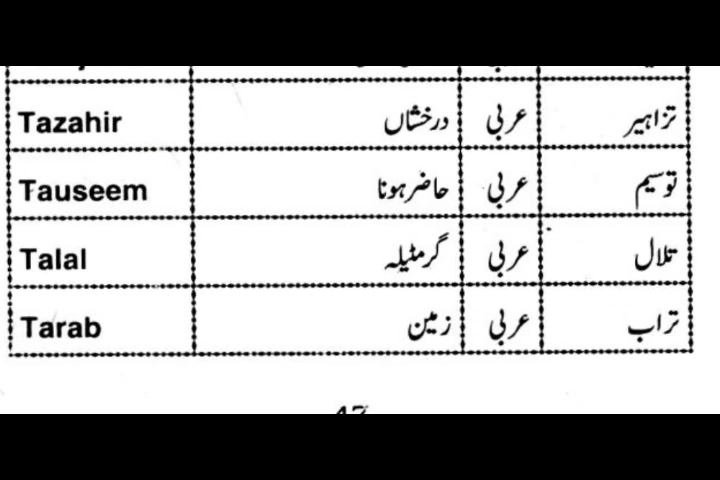 Tazahir درخشاں عربی تزاہیر
Tauseem حاضر ہونا عربی توسیم
Talal گرمٹیلہ عربی تلال
Tarab زمین عربی تراب